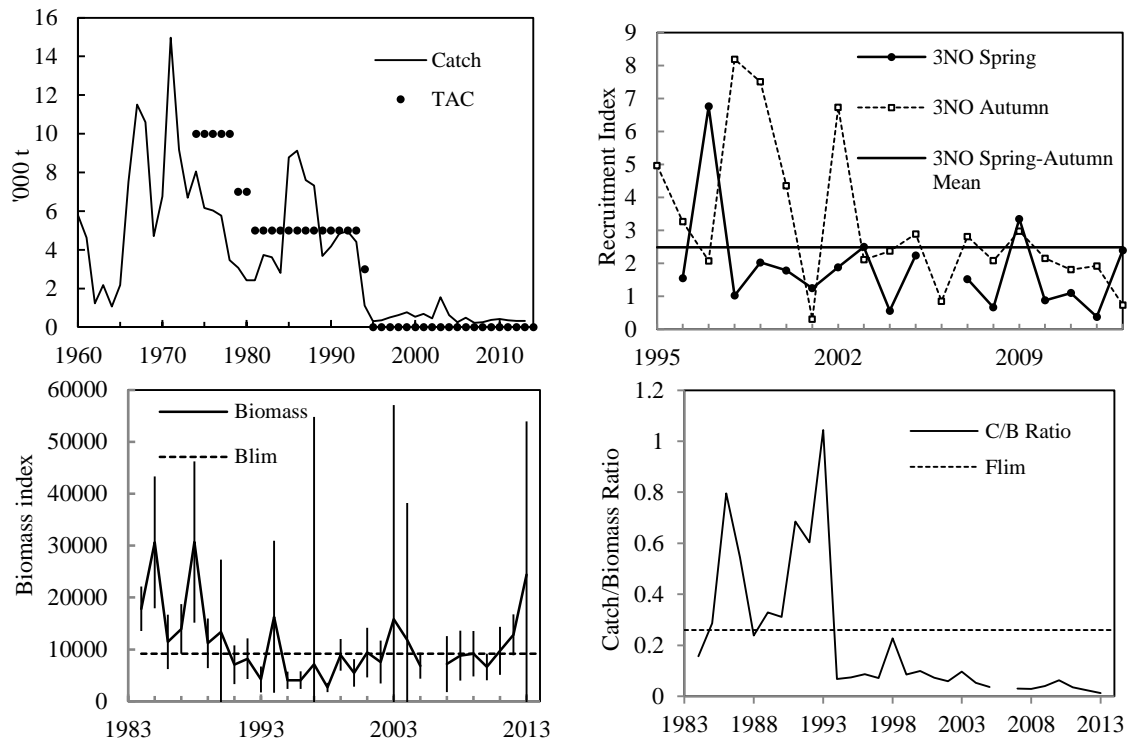 16
14
12
10
8
6
4
2
0
'000 t
Catch
TAC
1960 1970 1980 1990 2000 2010
9
8
7
6
5
4
3
2
1
0
Recruitment Index
3NO Spring
3NO Autumn
3NO Spring-Autumn
Mean
1995 2002 2009
60000
50000
40000
30000
20000
10000
0
Biomass index
Biomass
Blim
1983 1993 2003 2013
1.2
1
0.8
0.6
0.4
0.2
0
Catch/Biomass Ratio
C/B Ratio
Flim
1983 1988 1993 1998 2003 2008 2013